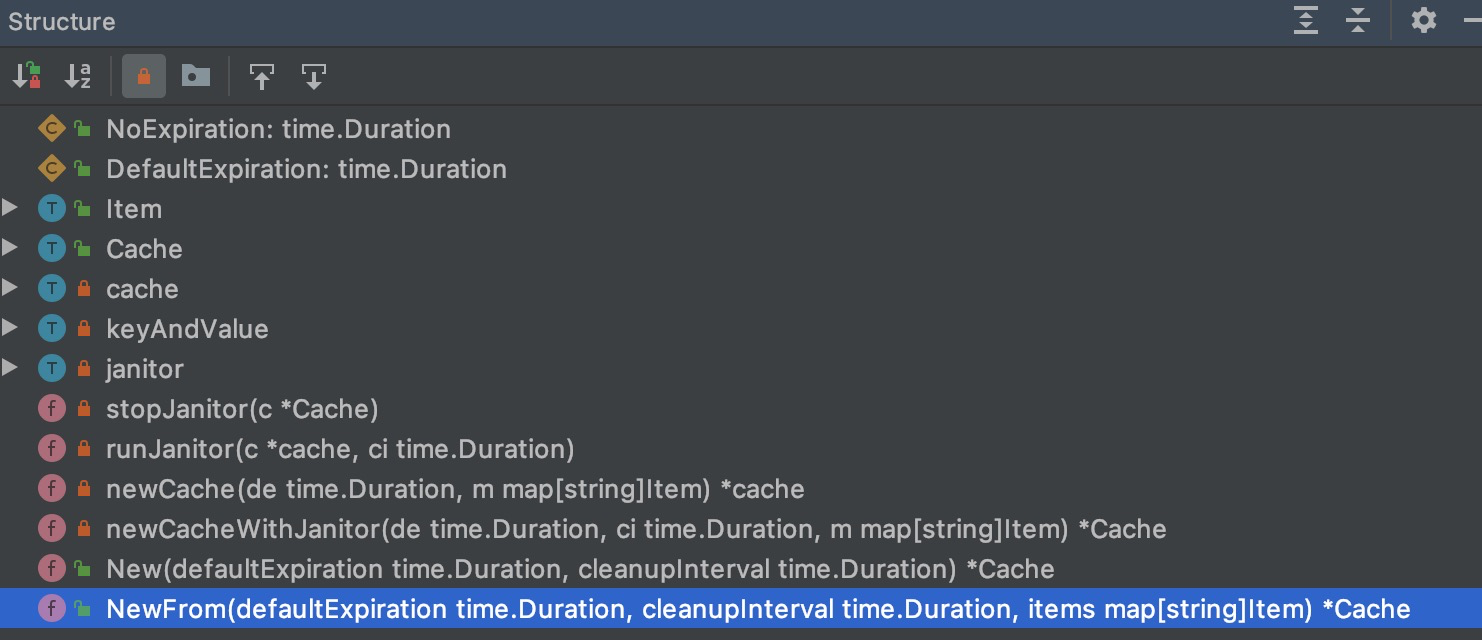 Structure
NoExpiration: time.Duration
DefaultExpiration: time.Duration
Item
Cache
cache
keyAndValue
janitor
stopJanitor(c *Cache)
runJanitor(c *cache, ci time.Duration)
newCache(de time.Duration, m map[string]Item) *cache
newCacheWithJanitor(de time.Duration, ci time.Duration, m map[string]Item) *Cache
New(defaultExpiration time.Duration, cleanupInterval time.Duration) *Cache
NewFrom(defaultExpiration time.Duration, cleanupInterval time.Duration, items map[string]Item) *Cache